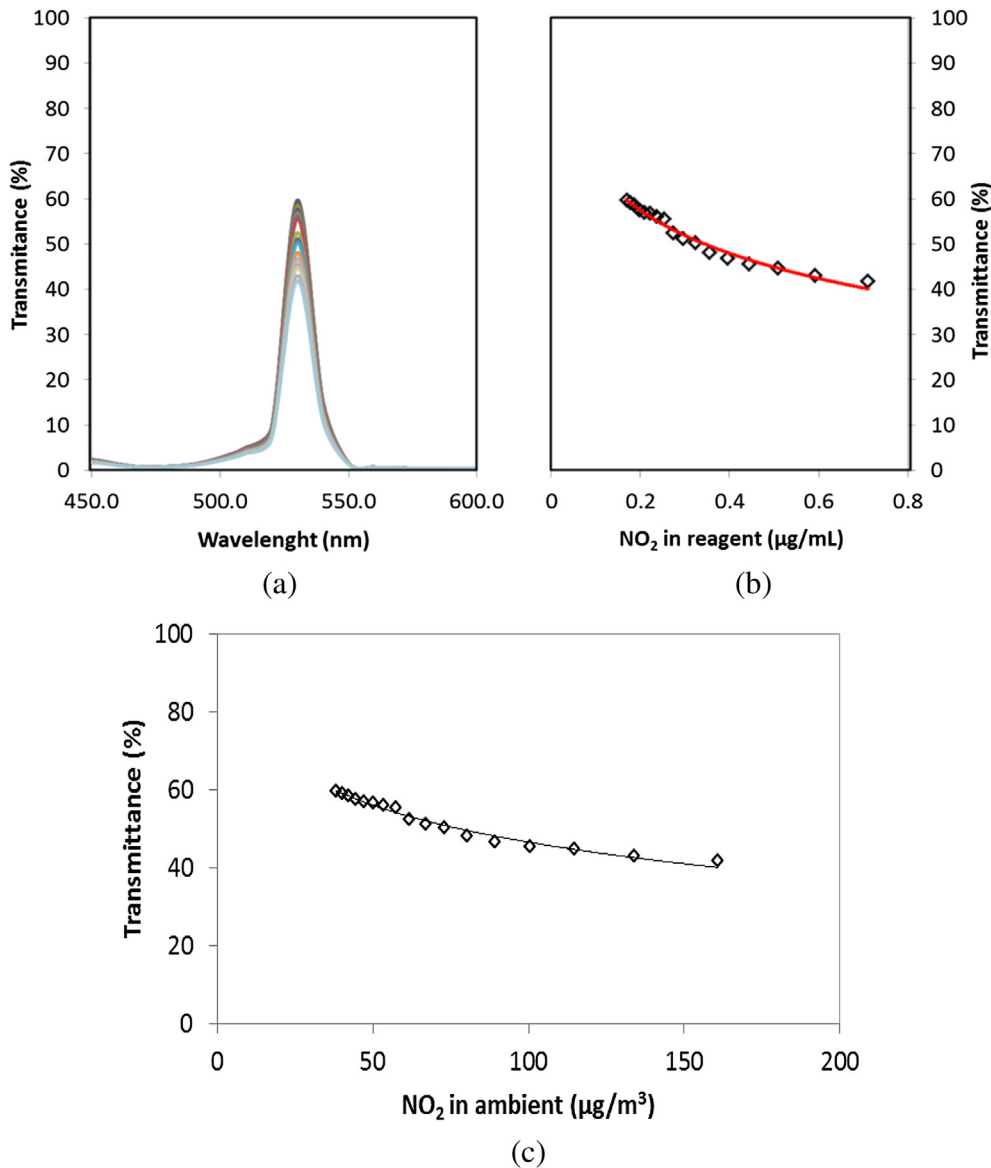 100
90
80
70
60
50
40
30
20
10
0
Transmitance (%)
450.0 500.0 550.0 600.0
Wavelenght (nm)
(a)
100
90
80
70
60
50
40
30
20
10
0
Transmittance (%)
0 0.2 0.4 0.6 0.8
NO₂ in reagent (µg/mL)
(b)
100
80
60
40
20
0
Transmittance (%)
0 50 100 150 200
NO₂ in ambient (µg/m³)
(c)